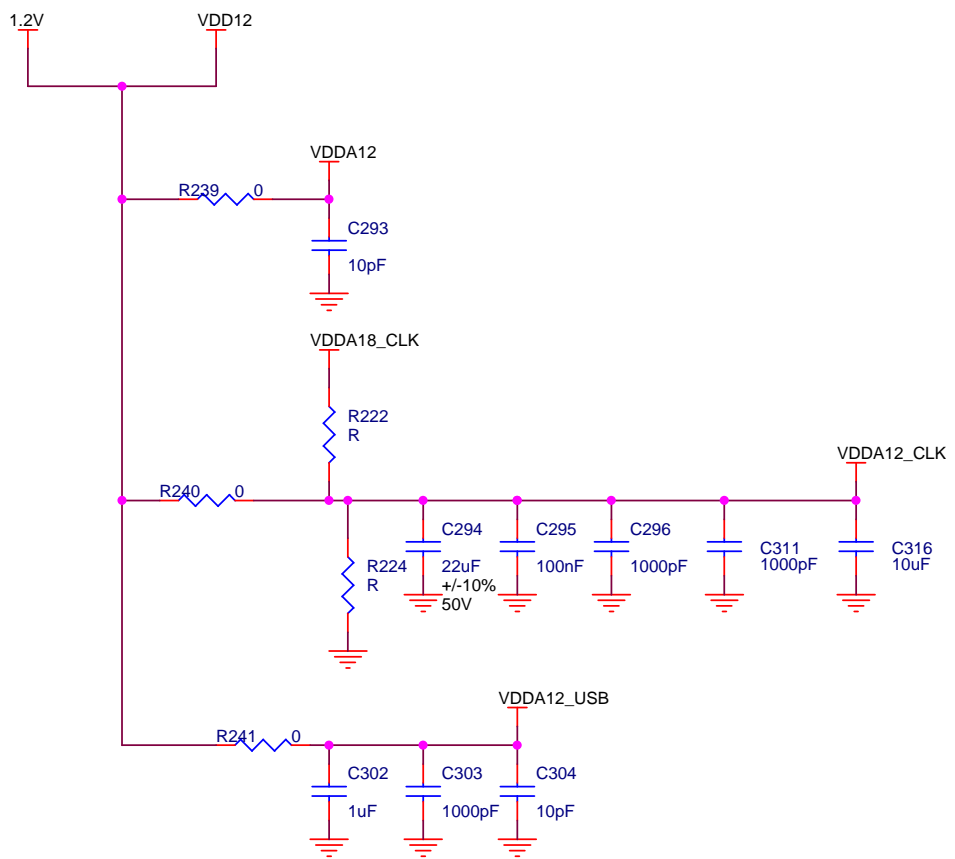 1.2V
VDD12
VDDA12
R239
0
C293
10pF
VDDA18_CLK
R222
R
VDDA12_CLK
R240
0
C294
22uF
+/-10%
50V
C295
100nF
C296
1000pF
C311
1000pF
C316
10uF
R224
R
VDDA12_USB
R241
0
C302
1uF
C303
1000pF
C304
10pF